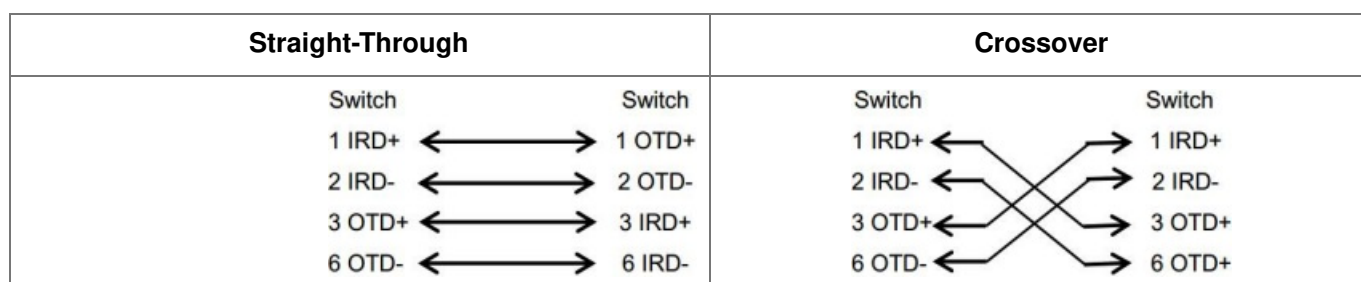 Straight-Through Crossover
Switch Switch Switch Switch
1 IRD+ 1 OTD+ 1 IRD+ 1 IRD+
2 IRD- 2 OTD- 2 IRD- 2 IRD-
3 OTD+ 3 IRD+ 3 OTD+ 3 OTD+
6 OTD- 6 IRD- 6 OTD- 6 OTD+